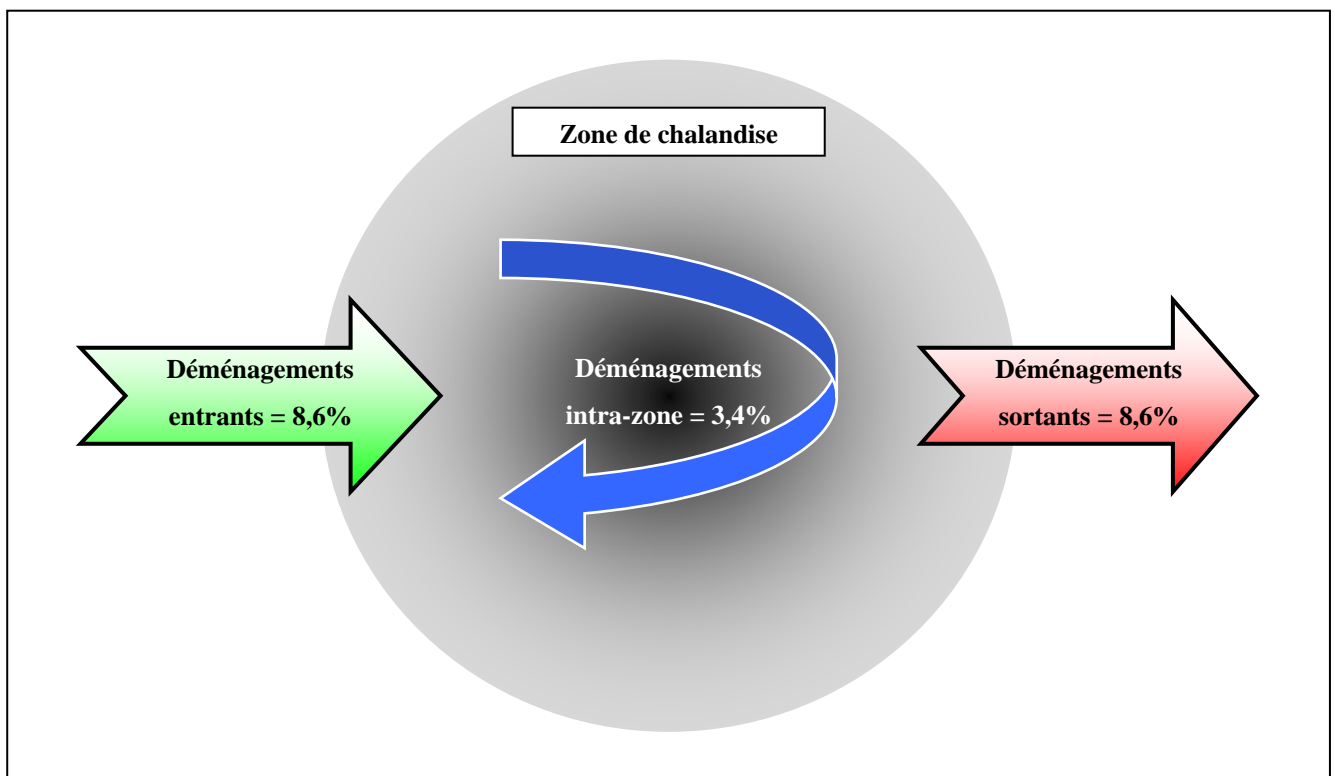 Zone de chalandise
Déménagements
entrants = 8,6%
Déménagements
intra-zone = 3,4%
Déménagements
sortants = 8,6%